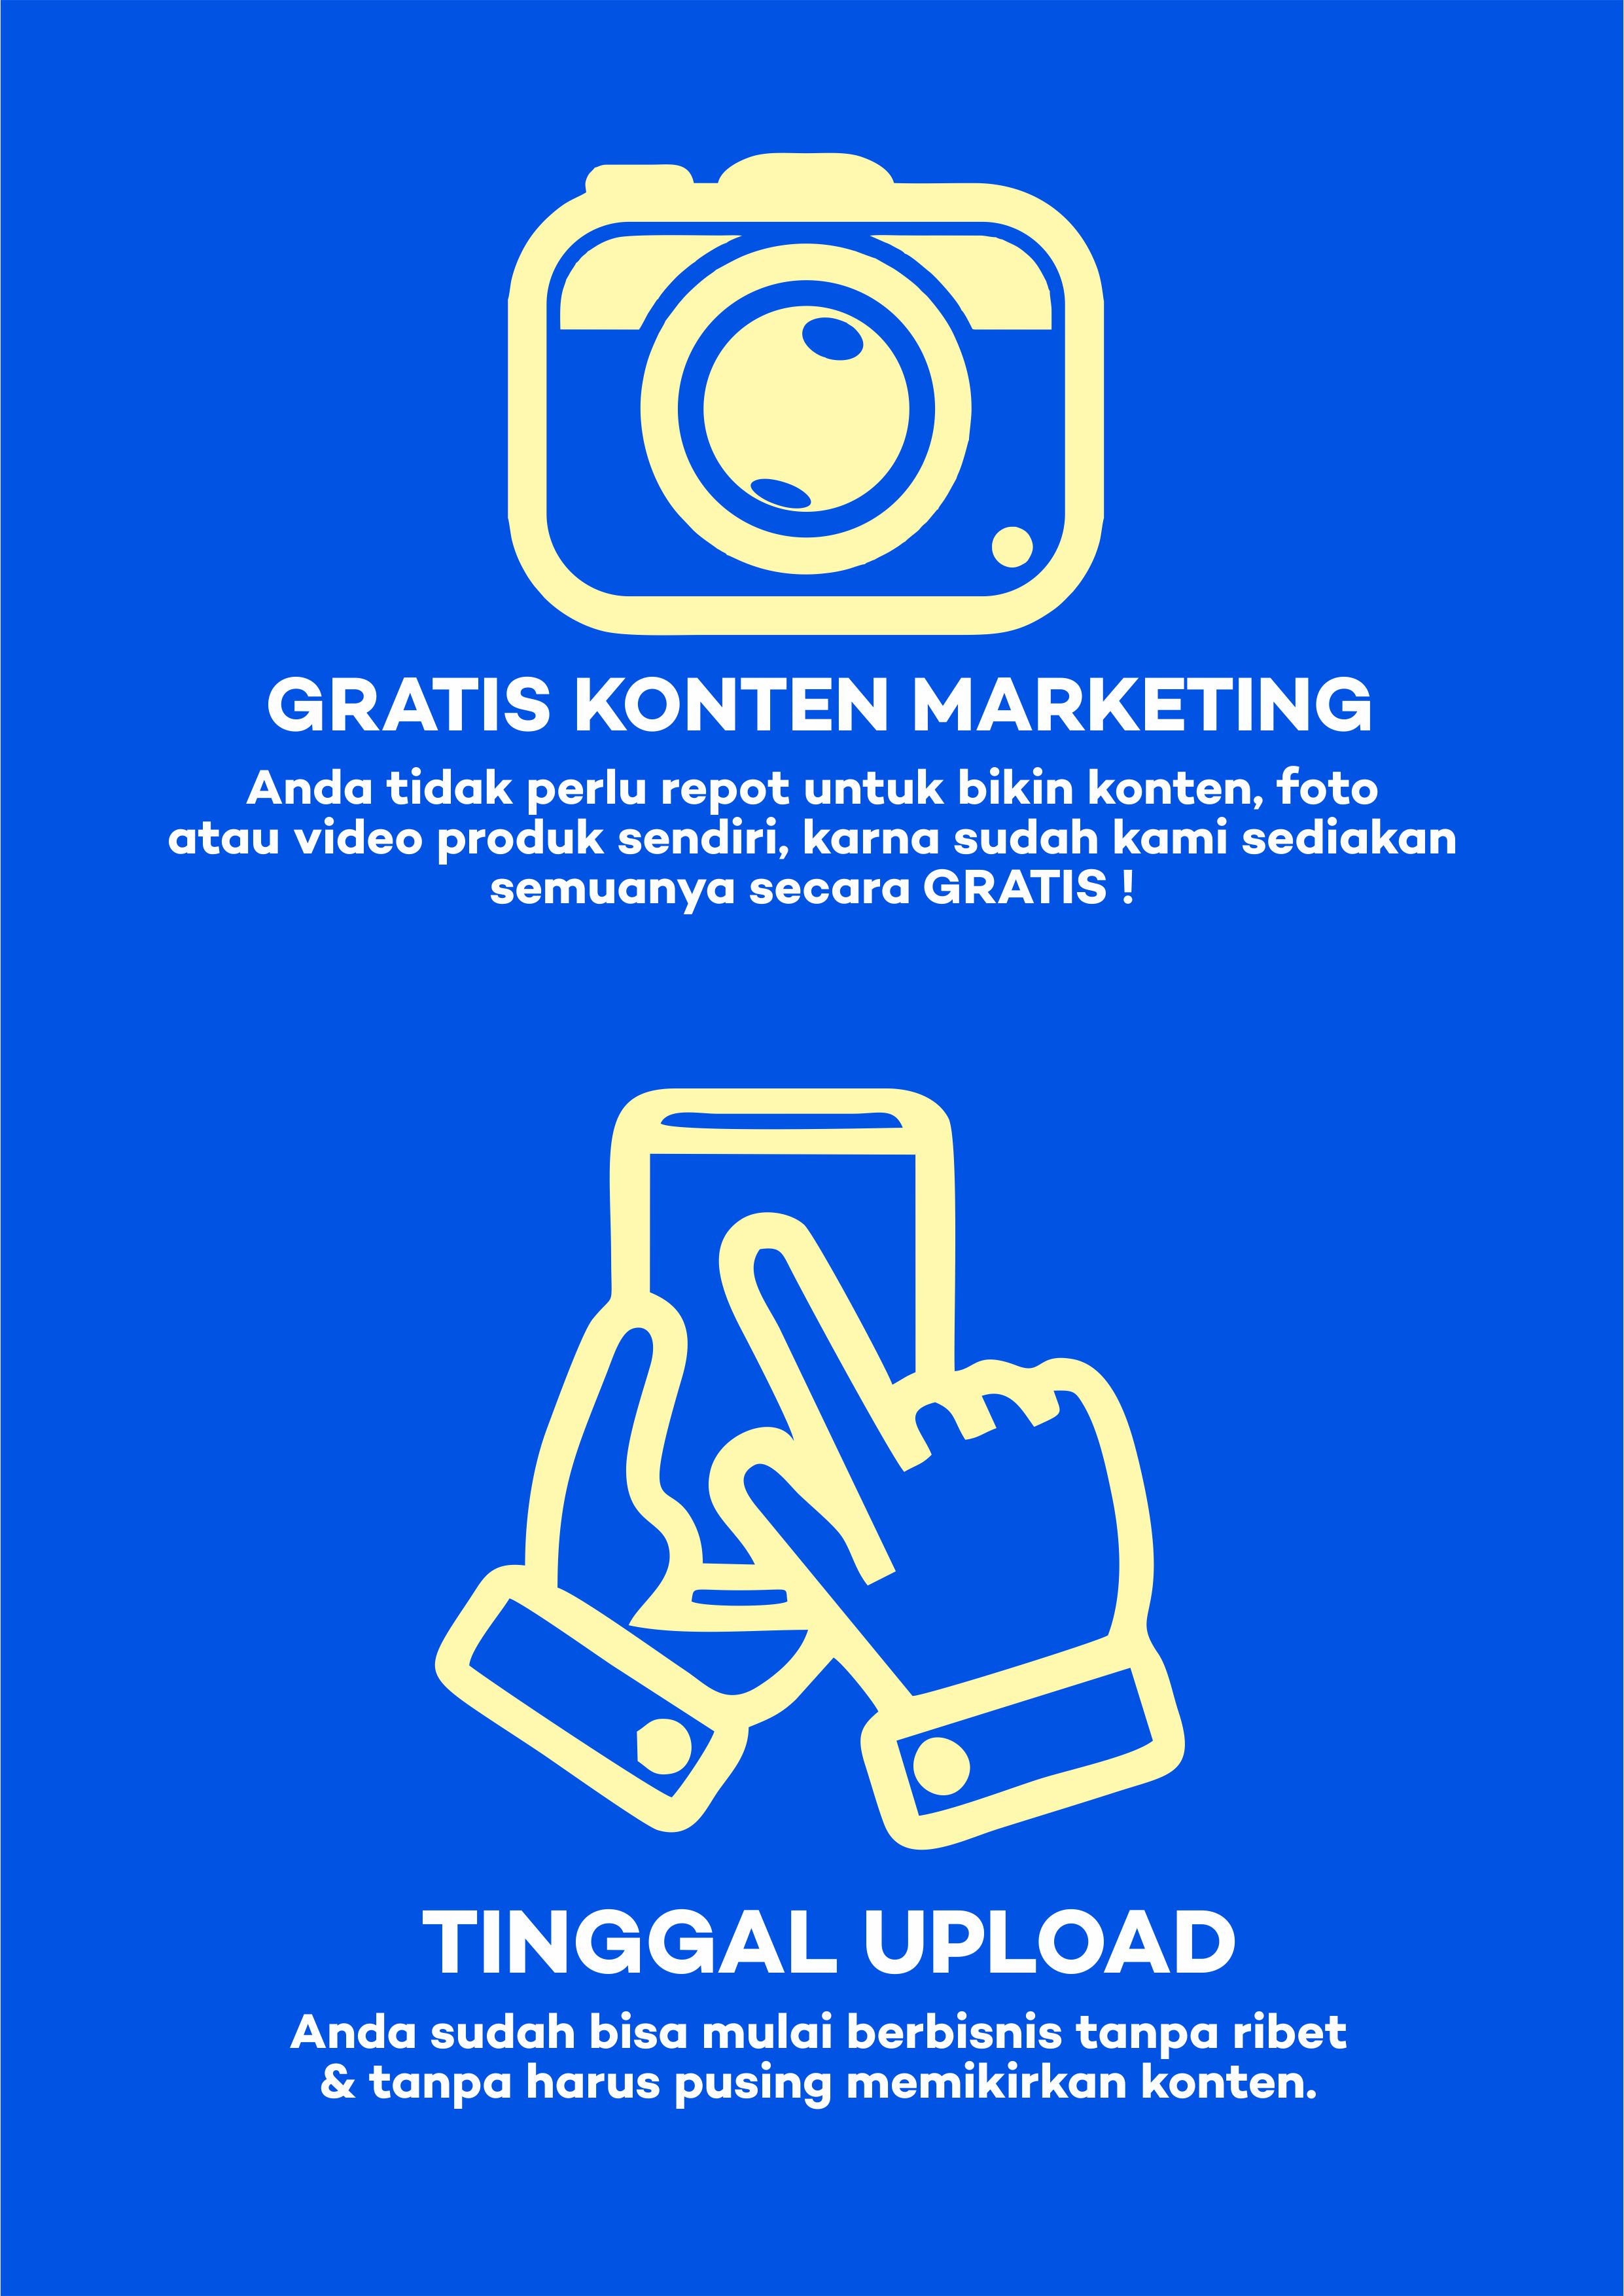 GRATIS KONTEN MARKETING
Anda tidak perlu repot untuk bikin konten, foto
atau video produk sendiri, karna sudah kami sediakan
semuanya secara GRATIS !
TINGGAL UPLOAD
Anda sudah bisa mulai berbisnis tanpa ribet
& tanpa harus pusing memikirkan konten.